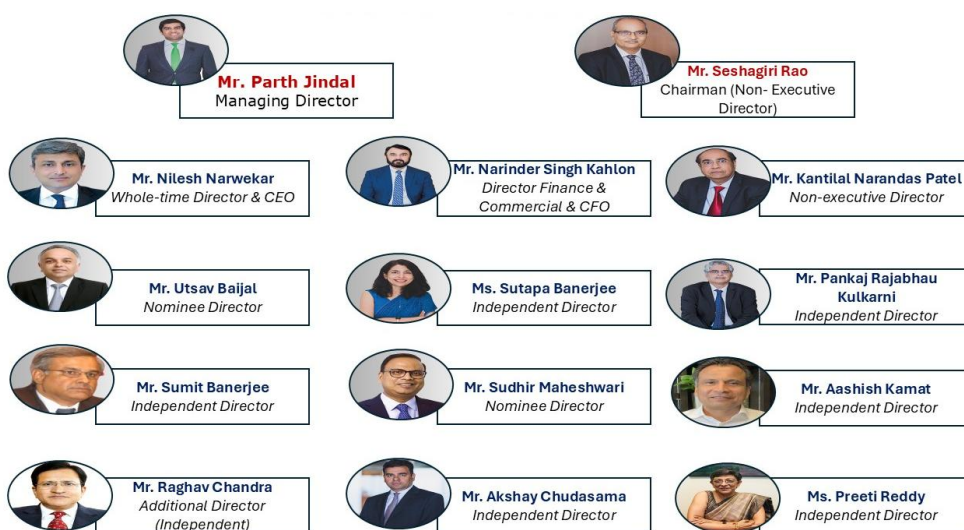 Mr. Parth Jindal
Managing Director
Mr. Seshagiri Rao
Chairman (Non- Executive
Director)
Mr. Nilesh Narwekar
Whole-time Director & CEO
Mr. Narinder Singh Kahlon
Director Finance &
Commercial & CFO
Mr. Kantilal Narandas Patel
Non-executive Director
Mr. Utsav Baijal
Nominee Director
Ms. Sutapa Banerjee
Independent Director
Mr. Pankaj Rajabhau
Kulkarni
Independent Director
Mr. Sumit Banerjee
Independent Director
Mr. Sudhir Maheshwari
Nominee Director
Mr. Aashish Kamat
Independent Director
Mr. Raghav Chandra
Additional Director
(Independent)
Mr. Akshay Chudasama
Independent Director
Ms. Preeti Reddy
Independent Director